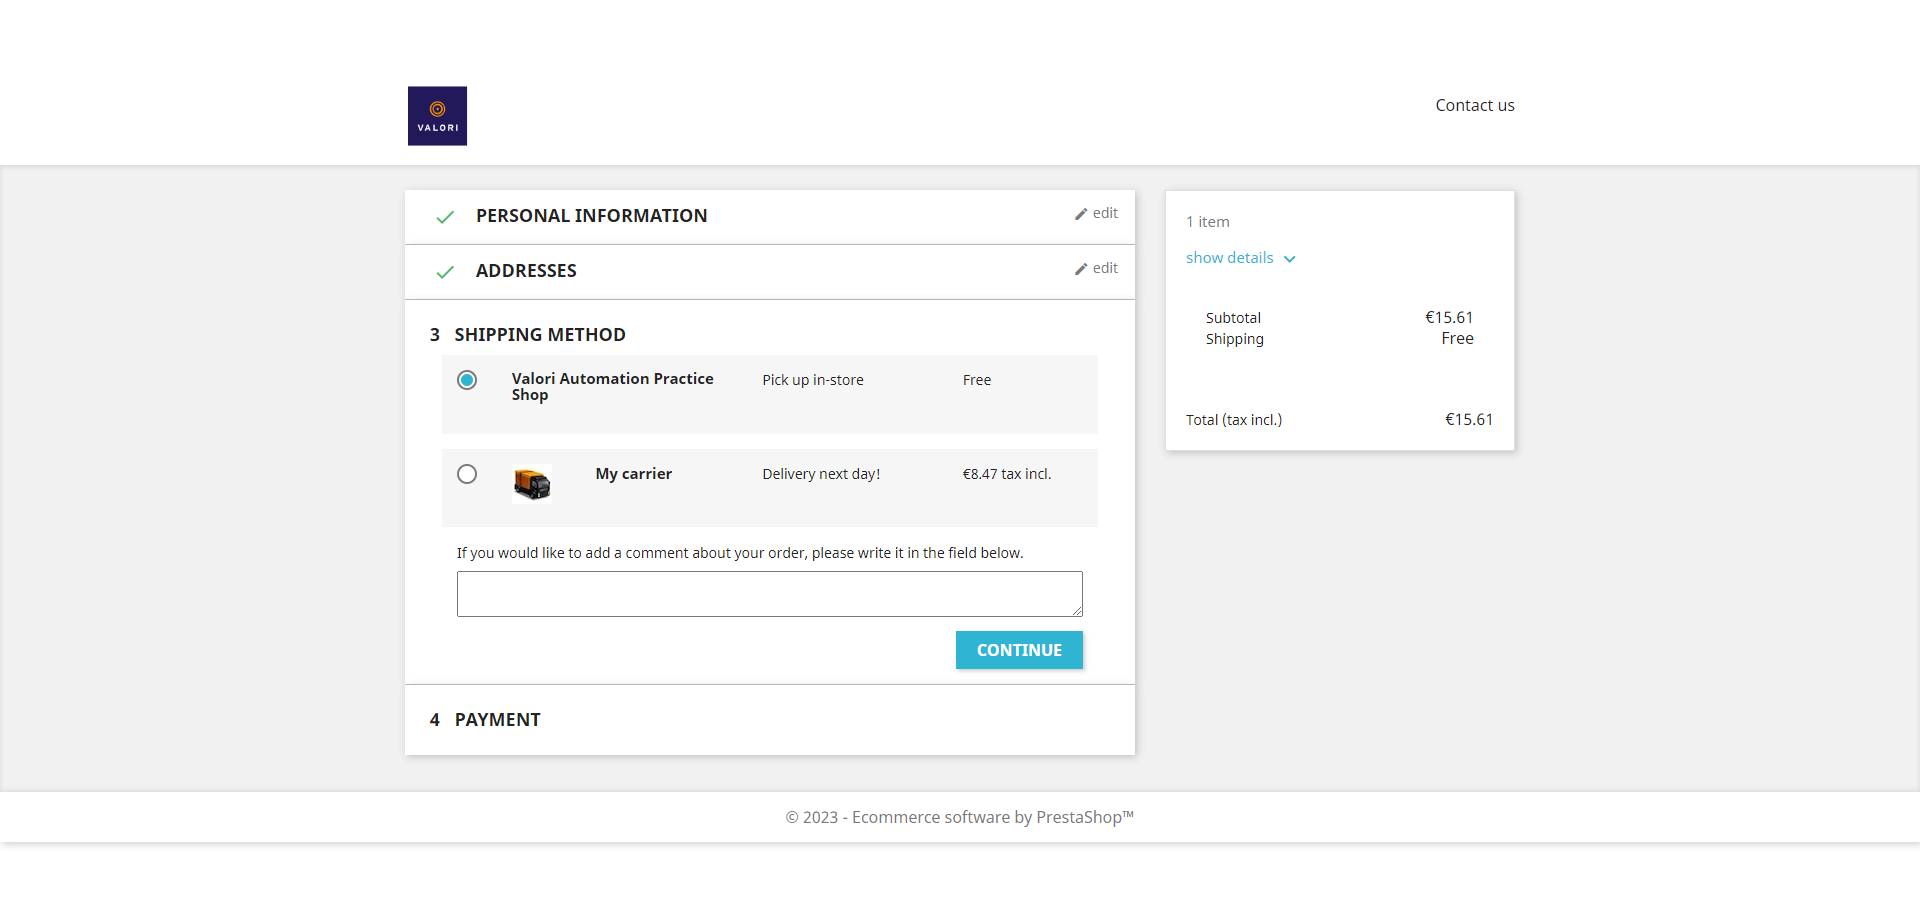 VALORI
Contact us
PERSONAL INFORMATION
edit
ADDRESSES
edit
3 SHIPPING METHOD
Valori Automation Practice
Shop
Pick up in-store
Free
My carrier
Delivery next day!
€8.47 tax incl.
If you would like to add a comment about your order, please write it in the field below.
CONTINUE
4 PAYMENT
1 item
show details
Subtotal €15.61
Shipping Free
Total (tax incl.) €15.61
© 2023 - Ecommerce software by PrestaShop™